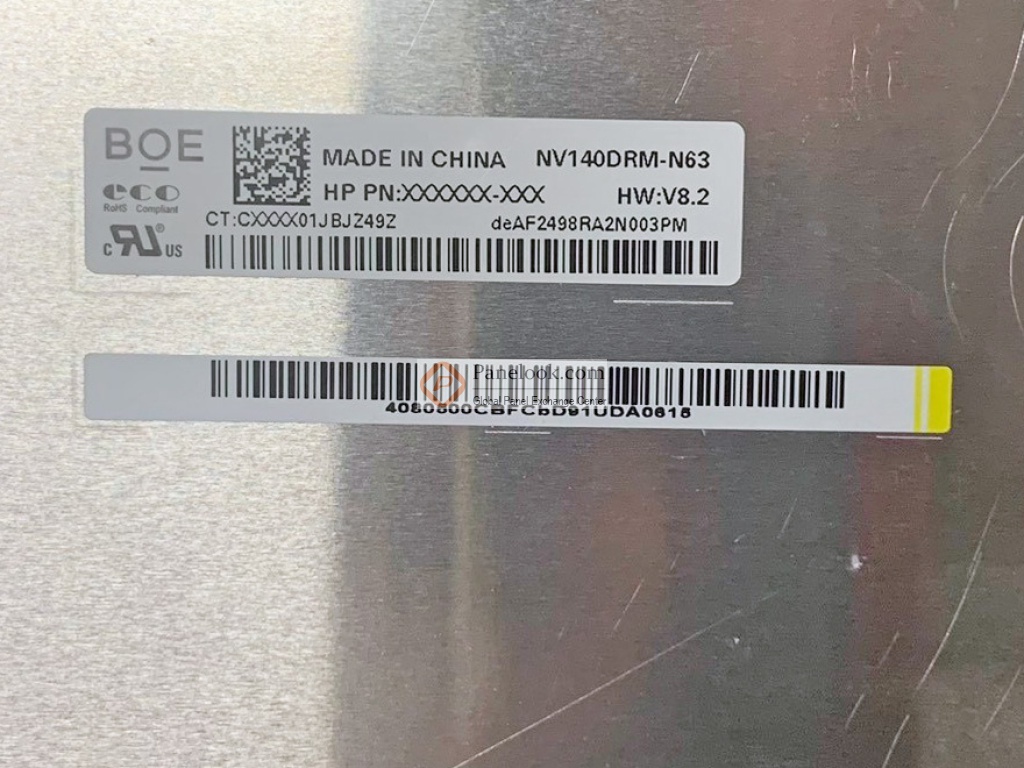 BOE
MADE IN CHINA NV140DRM-N63
HP PN:XXXXXX-XXX HW:V8.2
eco
RoHS Compliant
CT:CXXXX01JBJZ49Z deAF2498RA2N003PM
c RU® US
Panelook.com
Global Panel Exchange Center